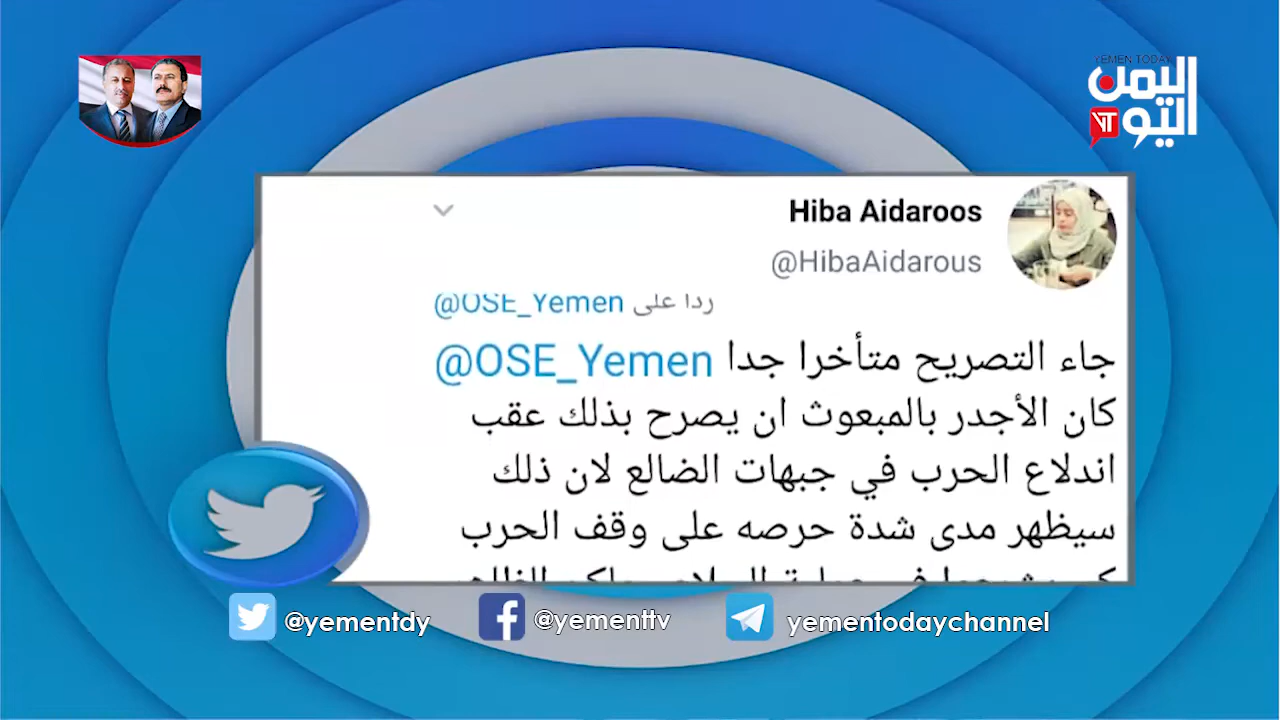 YEMEN TODAY
اليمن
اليوم
YT
Hiba Aidaroos
@HibaAidarous
ردا على @OSE_Yemen
جاء التصريح متأخرا جدا @OSE_Yemen
كان الأجدر بالمبعوث ان يصرح بذلك عقب
اندلاع الحرب في جبهات الضالع لان ذلك
سيظهر مدى شدة حرصه على وقف الحرب
@yementdy
@yementtv
yementodaychannel